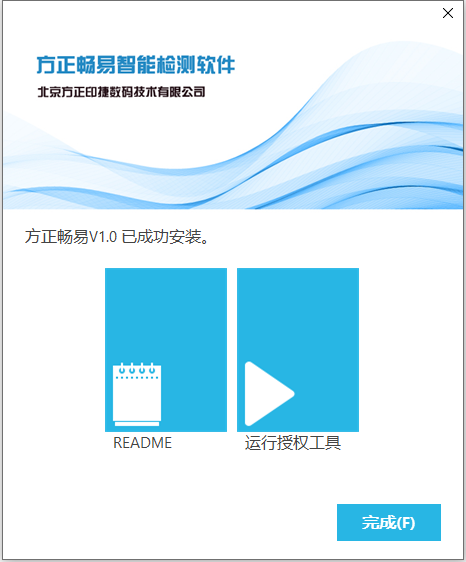 方正畅易智能检测软件
北京方正印捷数码技术有限公司
方正畅易V1.0 已成功安装。
README
运行授权工具
完成(F)